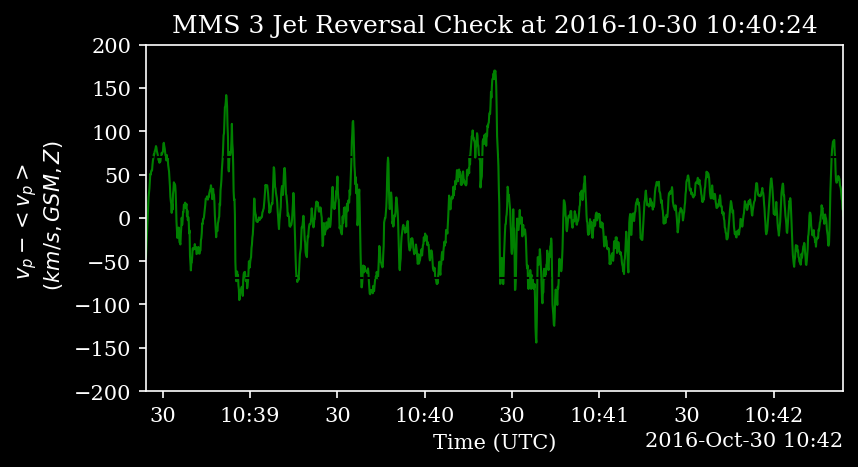 MMS 3 Jet Reversal Check at 2016-10-30 10:40:24
200
150
100
50
0
−50
−100
−150
−200
v_p − <v_p>
(km/s, GSM, Z)
30 10:39 30 10:40 30 10:41 30 10:42
Time (UTC) 2016-Oct-30 10:42